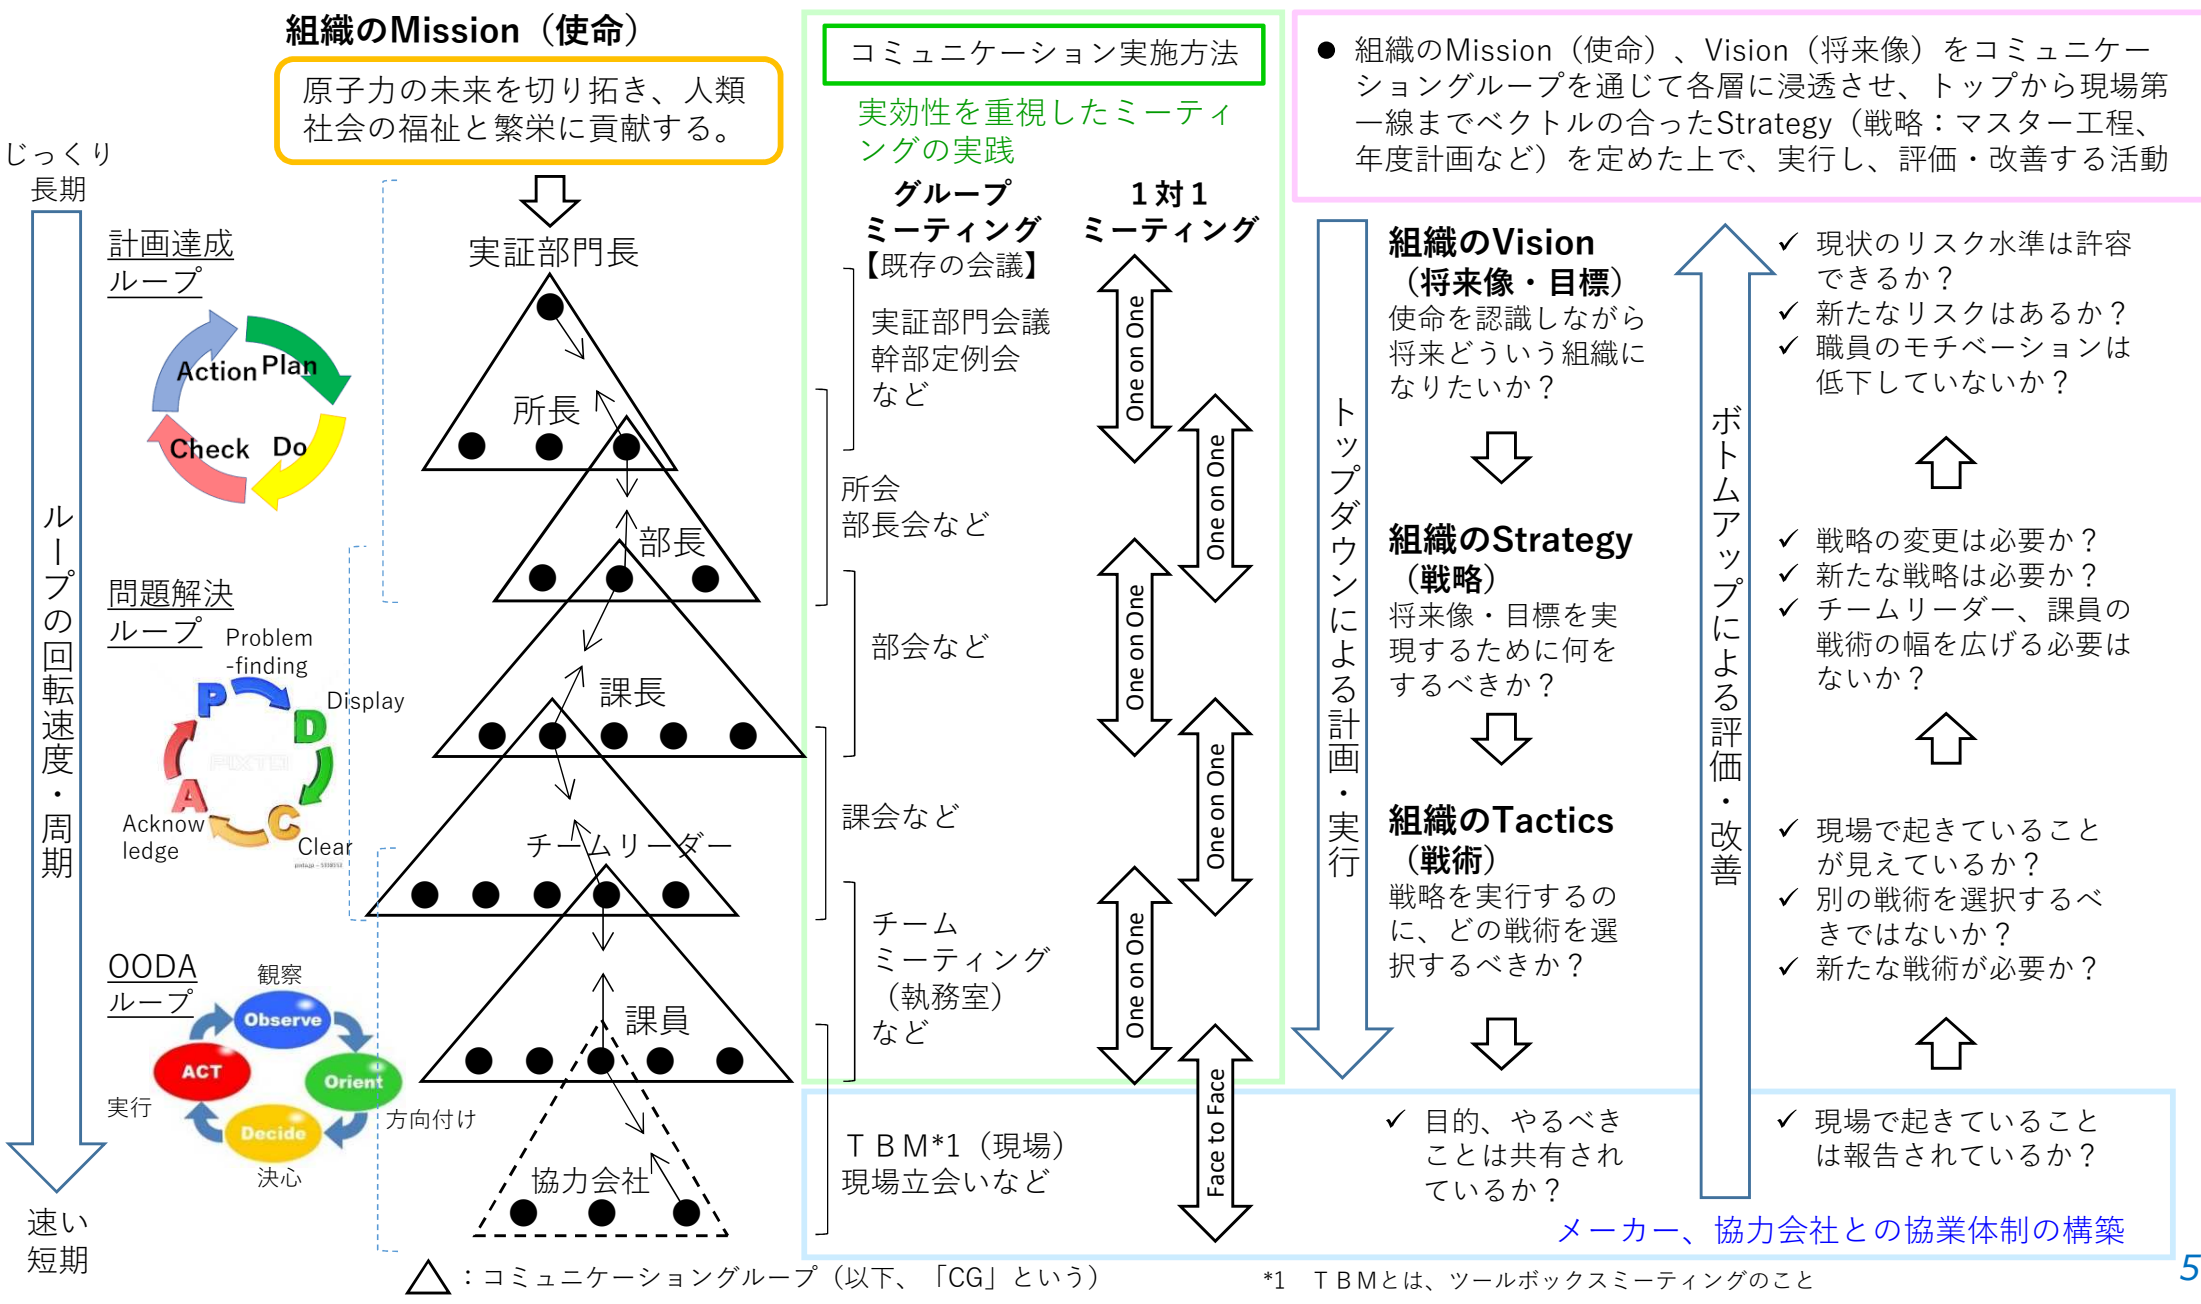 組織のMission（使命）
原子力の未来を切り拓き、人類
社会の福祉と繁栄に貢献する。
じっくり
長期
ループの回転速度・周期
速い
短期
計画達成
ループ
Action
Plan
Check
Do
問題解決
ループ
Problem
-finding
P
Display
D
A
C
Acknow
ledge
Clear
OODA
ループ
観察
Observe
ACT
Orient
実行
方向付け
Decide
決心
実証部門長
所長
部長
課長
チームリーダー
課員
協力会社
△：コミュニケーショングループ（以下、「CG」という）
コミュニケーション実施方法
実効性を重視したミーティ
ングの実践
グループ
ミーティング
【既存の会議】
1対1
ミーティング
実証部門会議
幹部定例会
など
所会
部長会など
部会など
課会など
チーム
ミーティング
（執務室）
など
ＴＢＭ*1（現場）
現場立会いなど
One on One
One on One
One on One
One on One
One on One
Face to Face
● 組織のMission（使命）、Vision（将来像）をコミュニケー
ショングループを通じて各層に浸透させ、トップから現場第
一線までベクトルの合ったStrategy（戦略：マスター工程、
年度計画など）を定めた上で、実行し、評価・改善する活動
トップダウンによる計画・実行
組織のVision
（将来像・目標）
使命を認識しながら
将来どういう組織に
なりたいか？
組織のStrategy
（戦略）
将来像・目標を実
現するために何を
するべきか？
組織のTactics
（戦術）
戦略を実行するの
に、どの戦術を選
択するべきか？
✓ 目的、やるべき
ことは共有され
ているか？
ボトムアップによる評価・改善
✓ 現状のリスク水準は許容
できるか？
✓ 新たなリスクはあるか？
✓ 職員のモチベーションは
低下していないか？
✓ 戦略の変更は必要か？
✓ 新たな戦略は必要か？
✓ チームリーダー、課員の
戦術の幅を広げる必要は
ないか？
✓ 現場で起きていること
が見えているか？
✓ 別の戦術を選択するべ
きではないか？
✓ 新たな戦術が必要か？
✓ 現場で起きていること
は報告されているか？
メーカー、協力会社との協業体制の構築
*1　ＴＢＭとは、ツールボックスミーティングのこと
5